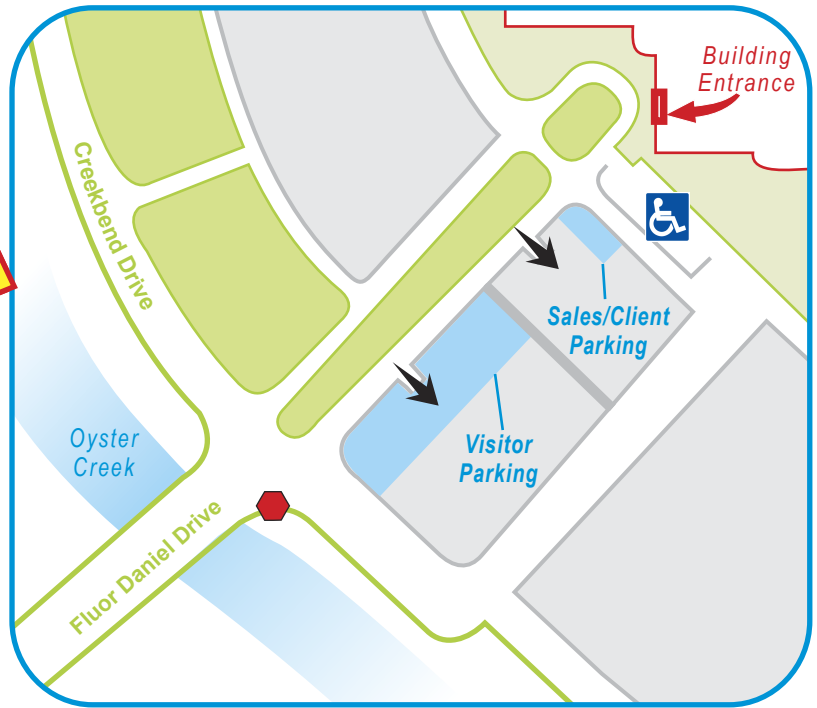 Building
Entrance
Creekbend Drive
Sales/Client
Parking
Visitor
Parking
Oyster
Creek
Fluor Daniel Drive